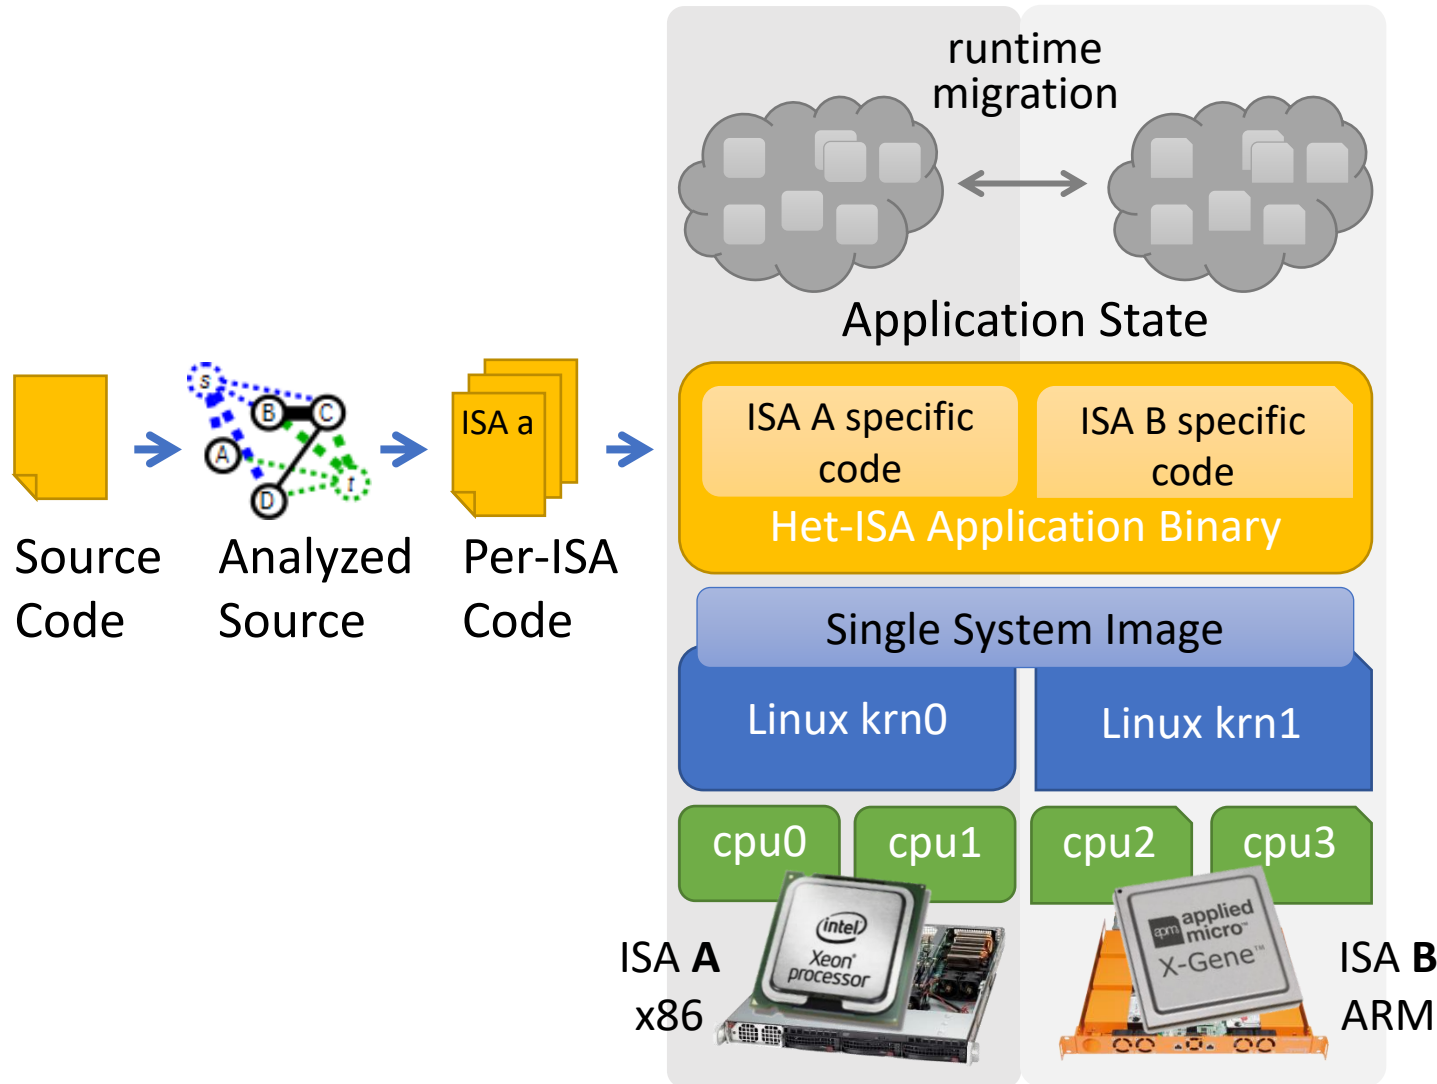 runtime
migration
Application State
s
B
C
A
D
t
ISA a
Source
Code
Analyzed
Source
Per-ISA
Code
ISA A specific
code
ISA B specific
code
Het-ISA Application Binary
Single System Image
Linux krn0
Linux krn1
cpu0
cpu1
cpu2
cpu3
intel
Xeon®
processor
apm
applied
micro™
X-Gene™
ISA A
x86
ISA B
ARM